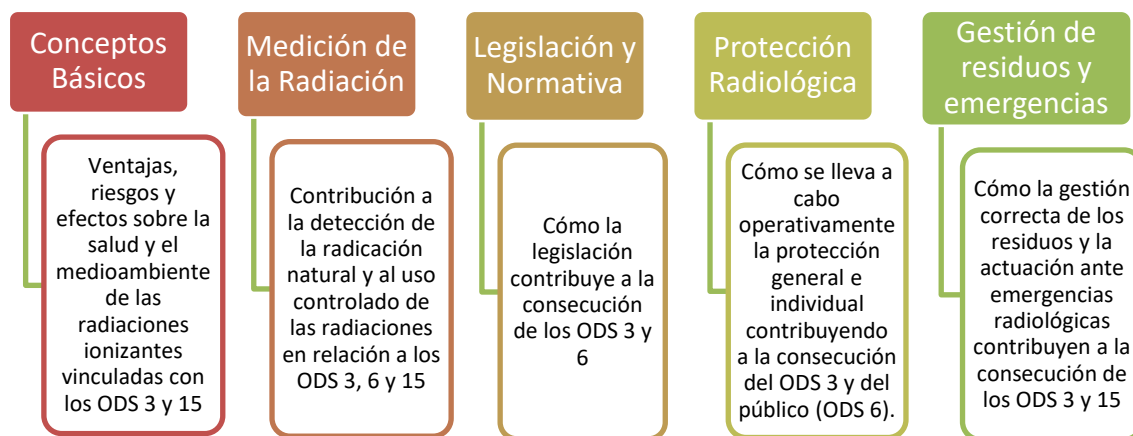 Conceptos
Básicos
Ventajas,
riesgos y
efectos sobre la
salud y el
medioambiente
de las
radiaciones
ionizantes
vinculadas con
los ODS 3 y 15
Medición de
la Radiación
Contribución a
la detección de
la radicación
natural y al uso
controlado de
las radiaciones
en relación a los
ODS 3, 6 y 15
Legislación y
Normativa
Cómo la
legislación
contribuye a la
consecución
de los ODS 3 y
6
Protección
Radiológica
Cómo se lleva a
cabo
operativamente
la protección
general e
individual
contribuyendo
a la consecución
del ODS 3 y del
público (ODS 6).
Gestión de
residuos y
emergencias
Cómo la gestión
correcta de los
residuos y la
actuación ante
emergencias
radiológicas
contribuyen a la
consecución de
los ODS 3 y 15